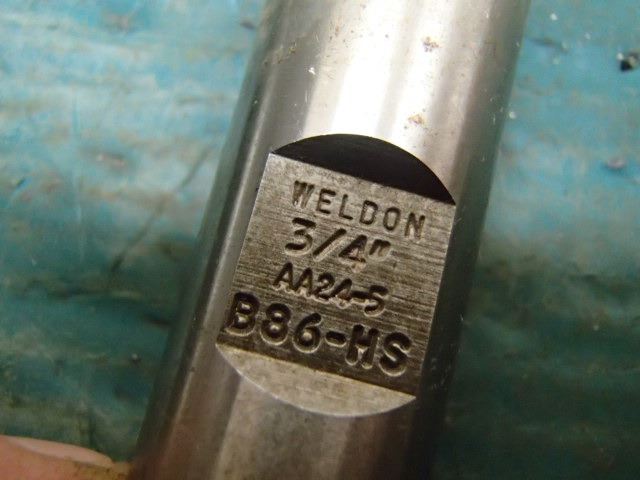 WELDON
3/4"
AA24-5
B86-HS